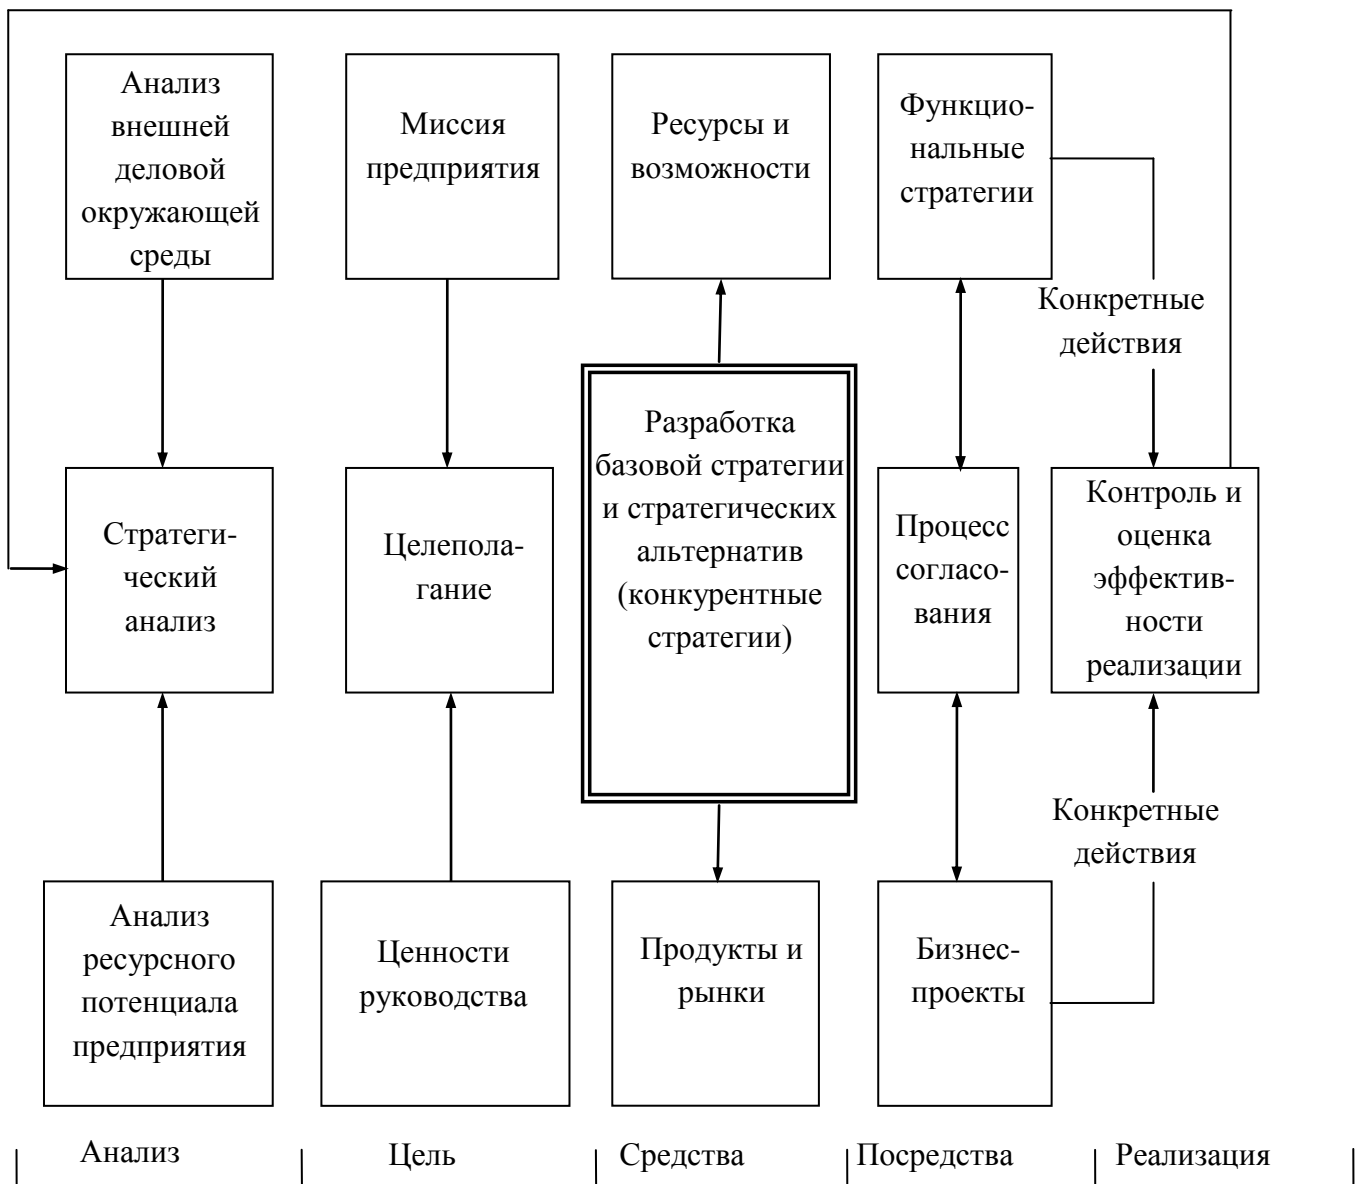 Анализ
внешней
деловой
окружающей
среды
Миссия
предприятия
Ресурсы и
возможности
Функцио-
нальные
стратегии
Конкретные
действия
Стратеги-
ческий
анализ
Целепола-
гание
Разработка
базовой стратегии
и стратегических
альтернатив
(конкурентные
стратегии)
Процесс
согласо-
вания
Контроль и
оценка
эффектив-
ности
реализации
Конкретные
действия
Анализ
ресурсного
потенциала
предприятия
Ценности
руководства
Продукты и
рынки
Бизнес-
проекты
Анализ
Цель
Средства
Посредства
Реализация